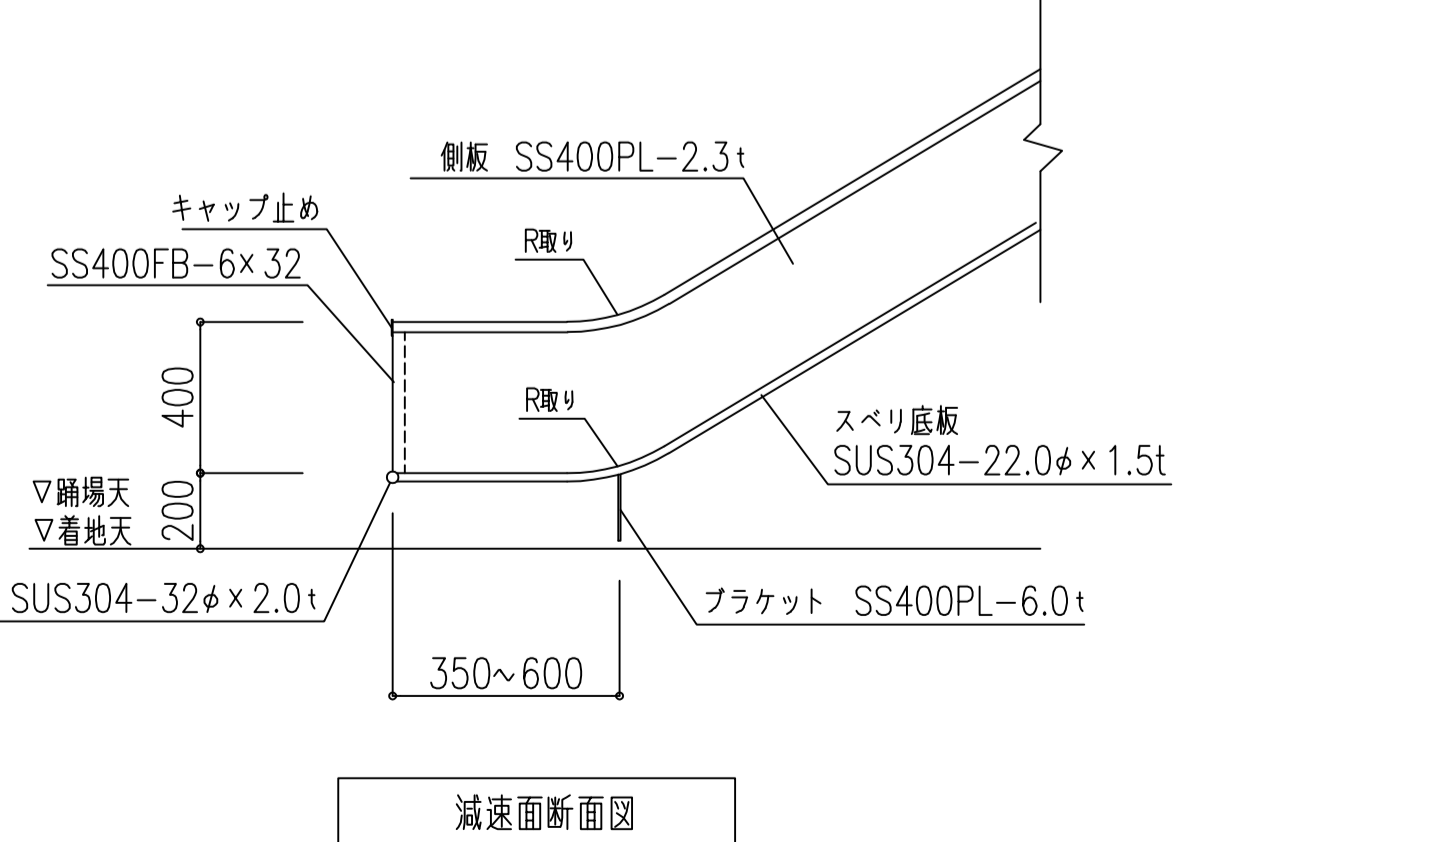 側板 SS400PL-2.3t
キャップ止め
R取り
SS400FB-6×32
400
R取り
スベリ底板
SUS304-22.0φ×1.5t
▽踊場天
▽着地天
200
SUS304-32φ×2.0t
ブラケット SS400PL-6.0t
350~600
減速面断面図